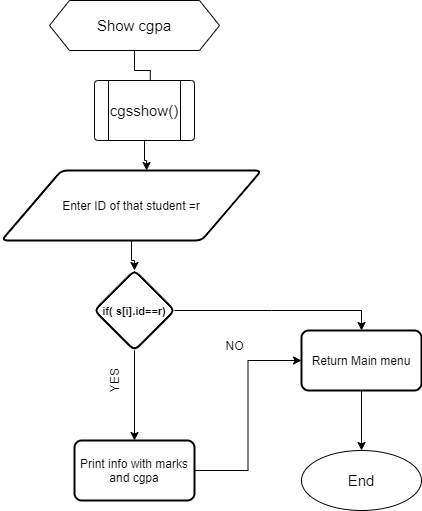 Show cgpa
cgsshow()
Enter ID of that student =r
if( s[i].id==r)
NO
Return Main menu
YES
Print info with marks
and cgpa
End